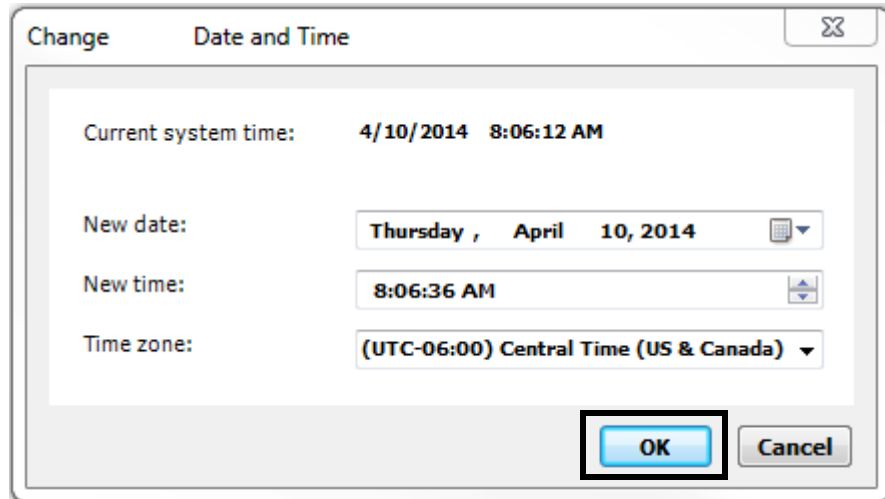 Change Date and Time
Current system time: 4/10/2014 8:06:12 AM
New date: Thursday , April 10, 2014
New time: 8:06:36 AM
Time zone: (UTC-06:00) Central Time (US & Canada)
OK Cancel